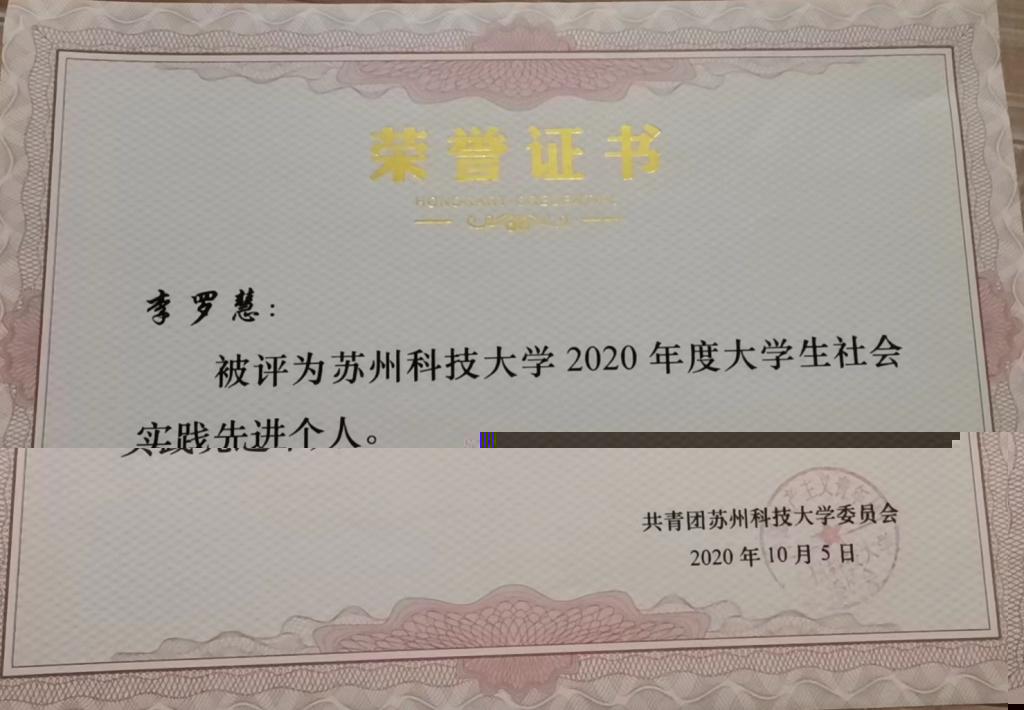 荣誉证书
HONORARY CREDENTIAL
李罗慧：
被评为苏州科技大学2020年度大学生社会
实践先进个人。
共青团苏州科技大学委员会
2020年10月5日